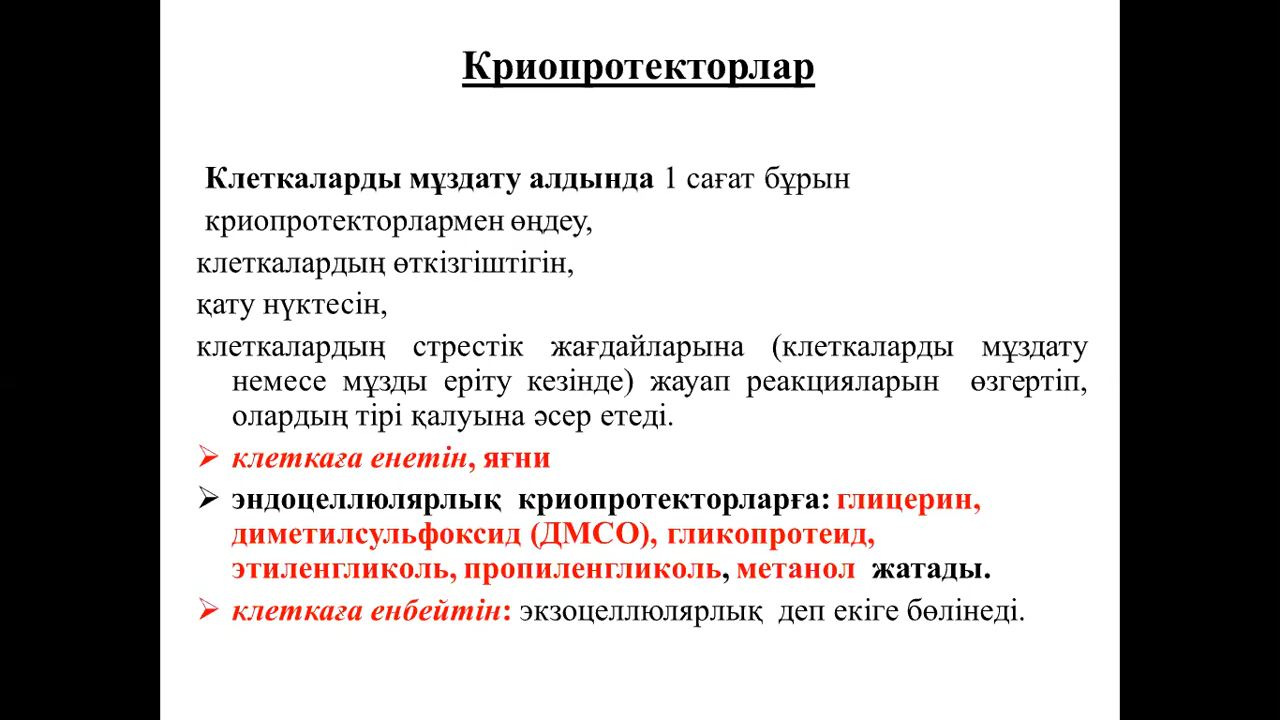 Криопротекторлар
Клеткаларды мұздату алдында 1 сағат бұрын
криопротекторлармен өңдеу,
клеткалардың өткізгіштігін,
қату нүктесін,
клеткалардың стрестік жағдайларына (клеткаларды мұздату
немесе мұзды еріту кезінде) жауап реакцияларын өзгертіп,
олардың тірі қалуына әсер етеді.
➢ клеткаға енетін, яғни
➢ эндоцеллюлярлық криопротекторларға: глицерин,
диметилсульфоксид (ДМСО), гликопротеид,
этиленгликоль, пропиленгликоль, метанол жатады.
➢ клеткаға енбейтін: экзоцеллюлярлық деп екіге бөлінеді.